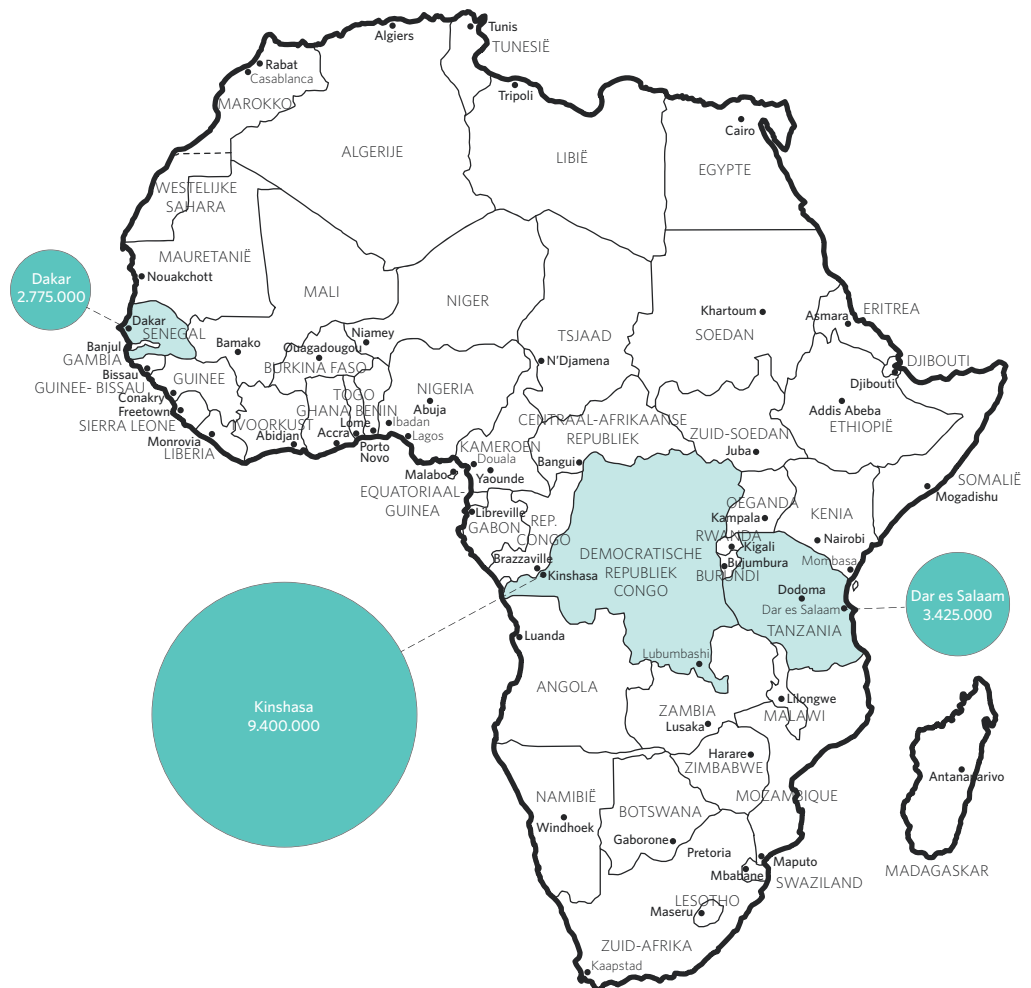 Tunis
Algiers
TUNESIË
Rabat
Casablanca
MAROKKO
Tripoli
Cairo
ALGERIJE
LIBIË
EGYPTE
WESTELIJKE
SAHARA
MAURETANIË
Nouakchott
Dakar
2.775.000
MALI
NIGER
TSJAAD
Khartoum
SOEDAN
Asmara
ERITREA
Dakar
SENEGAL
Banjul
GAMBIA
Bissau
GUINEE- BISSAU
Bamako
Ouagadougou
BURKINA FASO
Niamey
N'Djamena
DJIBOUTI
Djibouti
GUINEE
Conakry
Freetown
SIERRA LEONE
Monrovia
LIBERIA
IVOORKUST
Abidjan
TOGO
GHANA
BENIN
Lome
Accra
Porto
Novo
NIGERIA
Abuja
Ibadan
Lagos
CENTRAAL-AFRIKAANSE
REPUBLIEK
Bangui
KAMEROEN
Douala
Yaounde
Malabo
EQUATORIAAL-
GUINEA
ZUID-SOEDAN
Juba
Addis Abeba
ETHIOPIË
SOMALIË
Mogadishu
OEGANDA
Kampala
KENIA
Nairobi
Mombasa
Libreville
GABON
REP.
CONGO
Brazzaville
Kinshasa
DEMOCRATISCHE
REPUBLIEK
CONGO
RWANDA
Kigali
Bujumbura
BURUNDI
Dodoma
Dar es Salaam
TANZANIA
Dar es Salaam
3.425.000
Kinshasa
9.400.000
Luanda
ANGOLA
Lubumbashi
ZAMBIA
Lusaka
Lilongwe
MALAWI
Harare
ZIMBABWE
MOZAMBIQUE
Antananarivo
MADAGASKAR
NAMIBIË
Windhoek
BOTSWANA
Gaborone
Pretoria
Maputo
Mbabane
SWAZILAND
LESOTHO
Maseru
ZUID-AFRIKA
Kaapstad